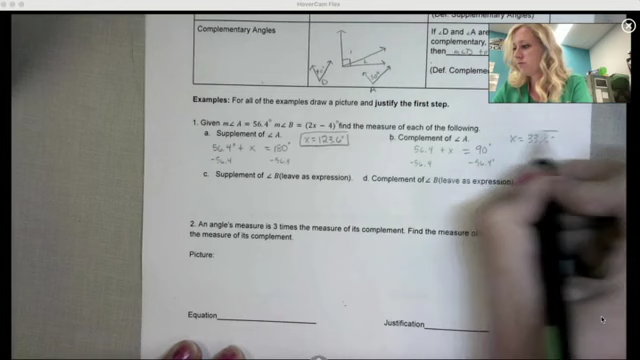 HoverCam Flex
(Def. Supplementary Angles)
Complementary Angles
If ∠D and ∠A are
complementary,
then m∠D +
(Def. Compleme
D
A
Examples: For all of the examples draw a picture and justify the first step.
1. Given m∠A = 56.4° m∠B = (2x − 4)° find the measure of each of the following.
a. Supplement of ∠A. x = 123.6° b. Complement of ∠A. x = 33.6°
56.4° + x = 180° 56.4 + x = 90°
-56.4 -56.4 -56.4 -56.4°
c. Supplement of ∠B(leave as expression). d. Complement of ∠B(leave as expression)
2. An angle's measure is 3 times the measure of its complement. Find the measure
the measure of its complement.
Picture:
Equation
Justification